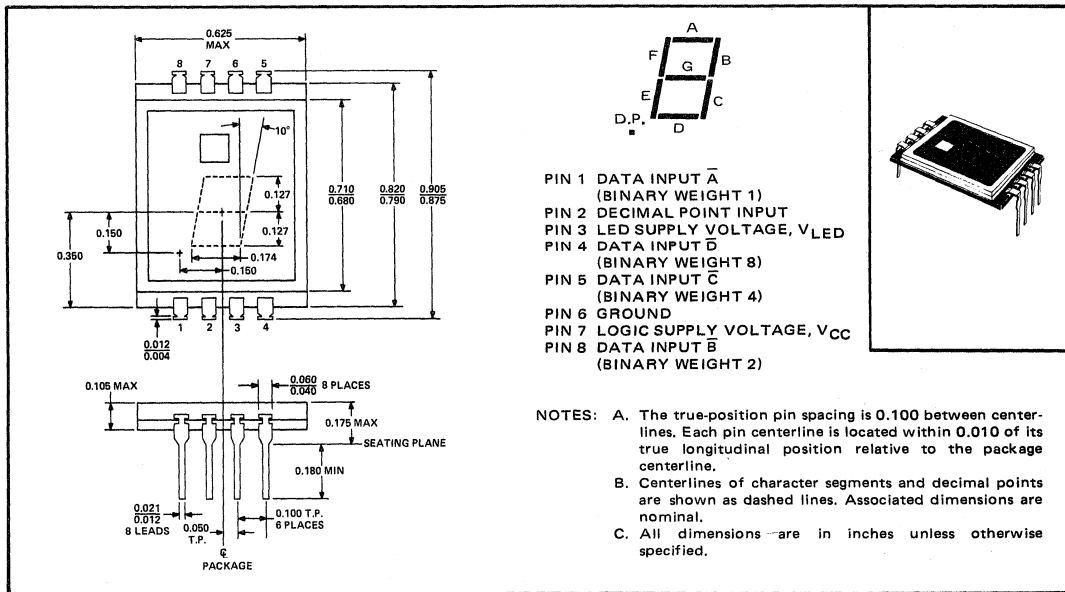 0.625
MAX
8 7 6 5
10°
0.127
0.127
0.710
0.680
0.820
0.790
0.905
0.875
0.150
0.350
0.174
0.150
1 2 3 4
0.012
0.004
0.105 MAX
0.060
0.040 8 PLACES
0.175 MAX
SEATING PLANE
0.180 MIN
0.021
0.012
8 LEADS
0.050
T.P.
0.100 T.P.
6 PLACES
℄
PACKAGE
A
F B
G
E C
D.P. D
PIN 1 DATA INPUT A̅
(BINARY WEIGHT 1)
PIN 2 DECIMAL POINT INPUT
PIN 3 LED SUPPLY VOLTAGE, VLED
PIN 4 DATA INPUT D̅
(BINARY WEIGHT 8)
PIN 5 DATA INPUT C̅
(BINARY WEIGHT 4)
PIN 6 GROUND
PIN 7 LOGIC SUPPLY VOLTAGE, VCC
PIN 8 DATA INPUT B̅
(BINARY WEIGHT 2)
NOTES: A. The true-position pin spacing is 0.100 between center-
lines. Each pin centerline is located within 0.010 of its
true longitudinal position relative to the package
centerline.
B. Centerlines of character segments and decimal points
are shown as dashed lines. Associated dimensions are
nominal.
C. All dimensions are in inches unless otherwise
specified.